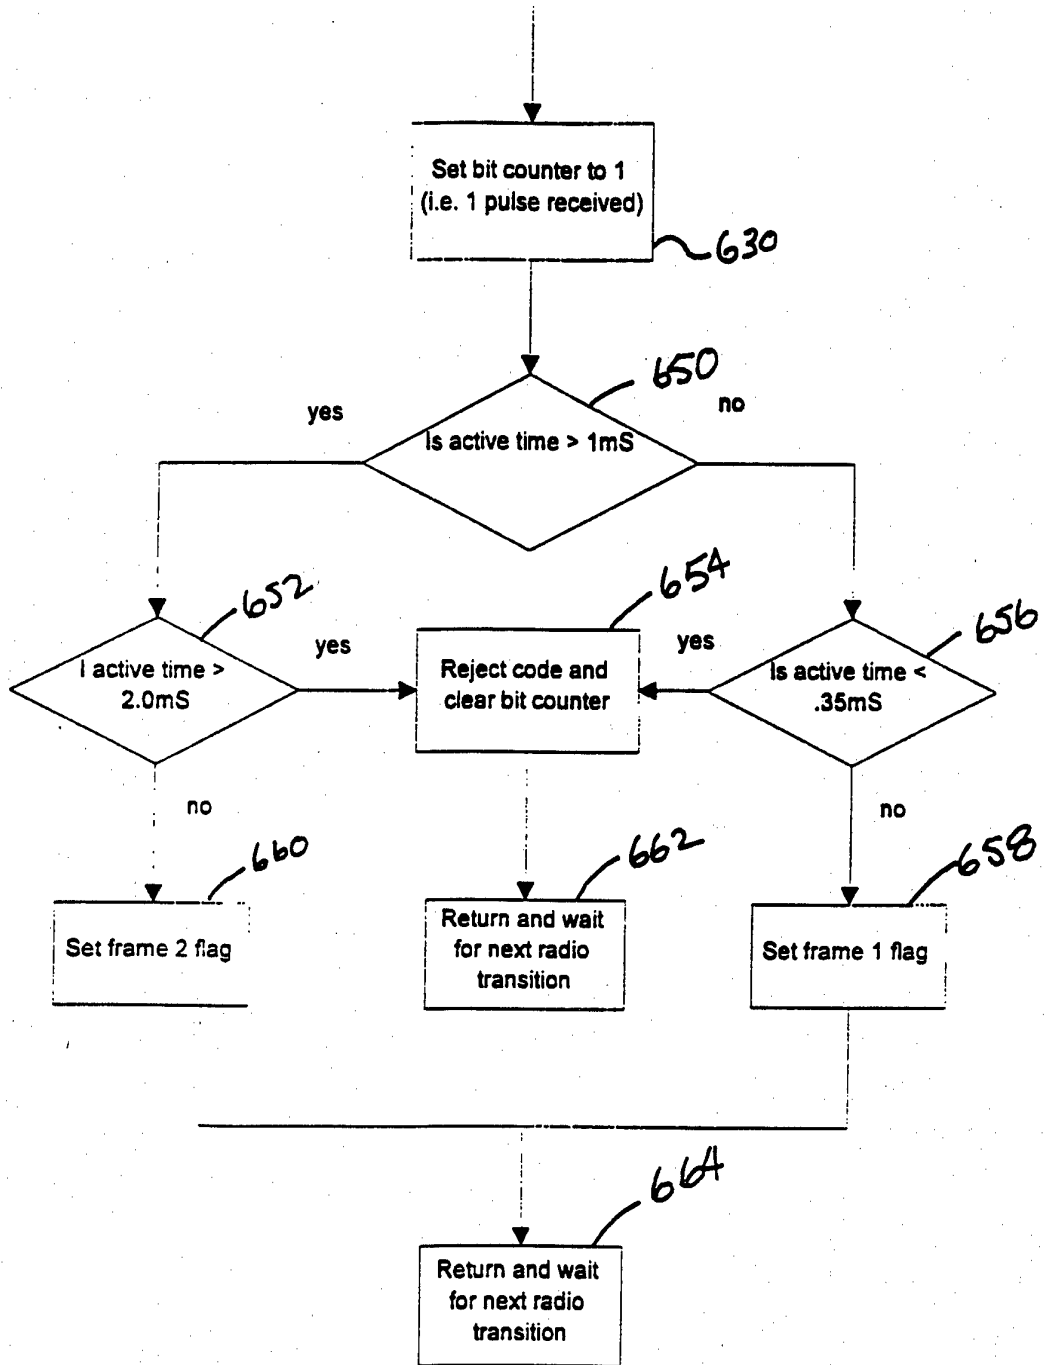 Set bit counter to 1
(i.e. 1 pulse received)
630
650
yes
no
Is active time > 1mS
652
654
656
I active time >
2.0mS
yes
Reject code and
clear bit counter
yes
Is active time <
.35mS
no
no
660
662
658
Set frame 2 flag
Return and wait
for next radio
transition
Set frame 1 flag
664
Return and wait
for next radio
transition